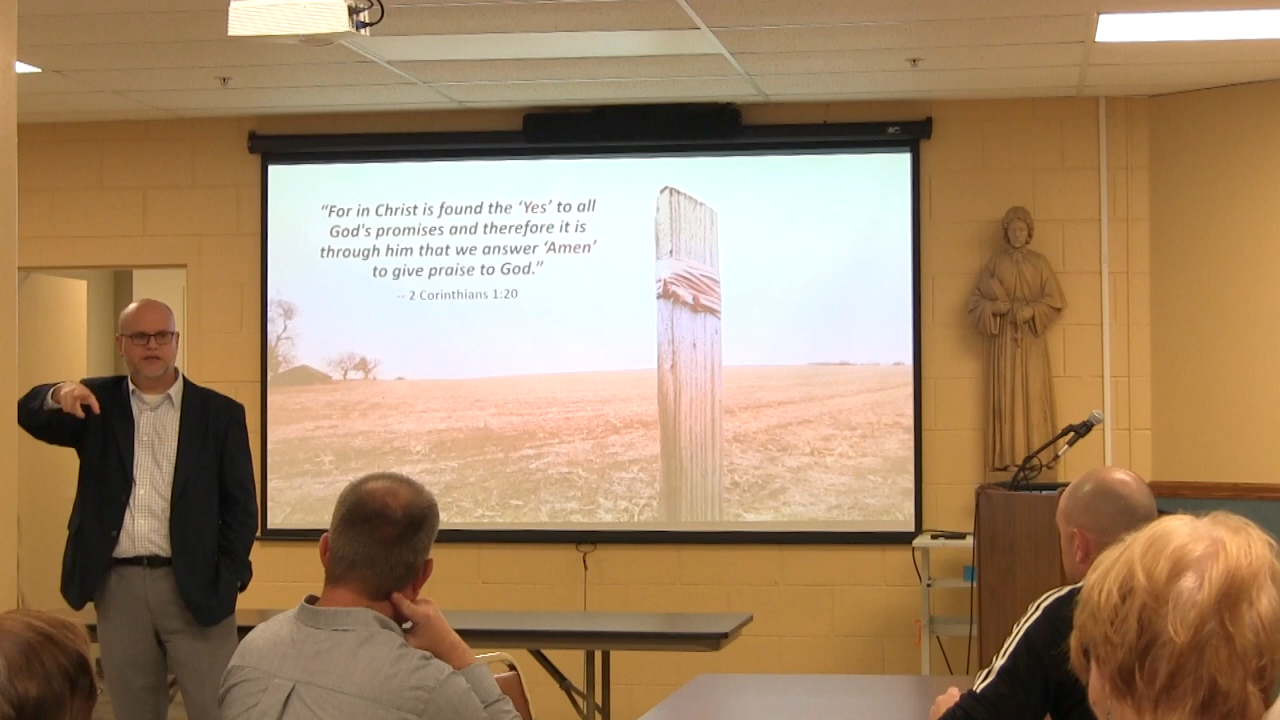 “For in Christ is found the ‘Yes’ to all
God's promises and therefore it is
through him that we answer ‘Amen’
to give praise to God.”
-- 2 Corinthians 1:20